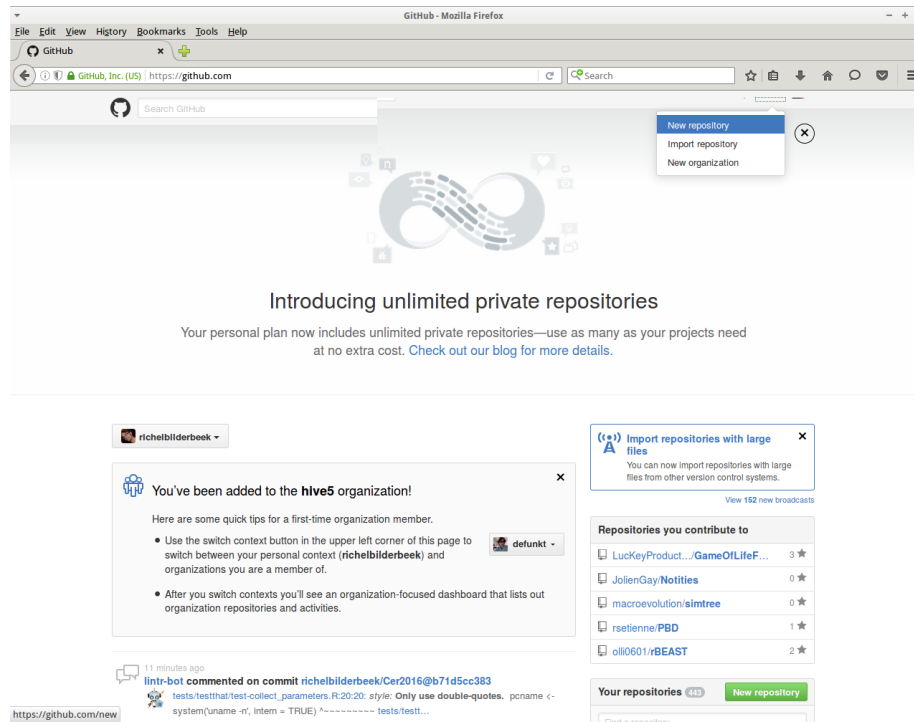 GitHub - Mozilla Firefox
File Edit View History Bookmarks Tools Help
GitHub
GitHub, Inc. (US) https://github.com
Search
Search GitHub
New repository
Import repository
New organization
Introducing unlimited private repositories
Your personal plan now includes unlimited private repositories—use as many as your projects need
at no extra cost. Check out our blog for more details.
richelbilderbeek
You've been added to the hive5 organization!
Here are some quick tips for a first-time organization member.
Use the switch context button in the upper left corner of this page to
switch between your personal context (richelbilderbeek) and
organizations you are a member of.
defunkt
After you switch contexts you'll see an organization-focused dashboard that lists out
organization repositories and activities.
11 minutes ago
lintr-bot commented on commit richelbilderbeek/Cer2016@b71d5cc383
tests/testthat/test-collect_parameters.R:20:20: style: Only use double-quotes. pcname <-
system('uname -n', intern = TRUE) ^~~~~~~~~~ tests/testt...
Import repositories with large
files
You can now import repositories with large
files from other version control systems.
View 152 new broadcasts
Repositories you contribute to
LucKeyProduct.../GameOfLifeF... 3
JolienGay/Notities 0
macroevolution/simtree 0
rsetienne/PBD 1
olli0601/rBEAST 2
Your repositories 443 New repository
Find a repository...
https://github.com/new